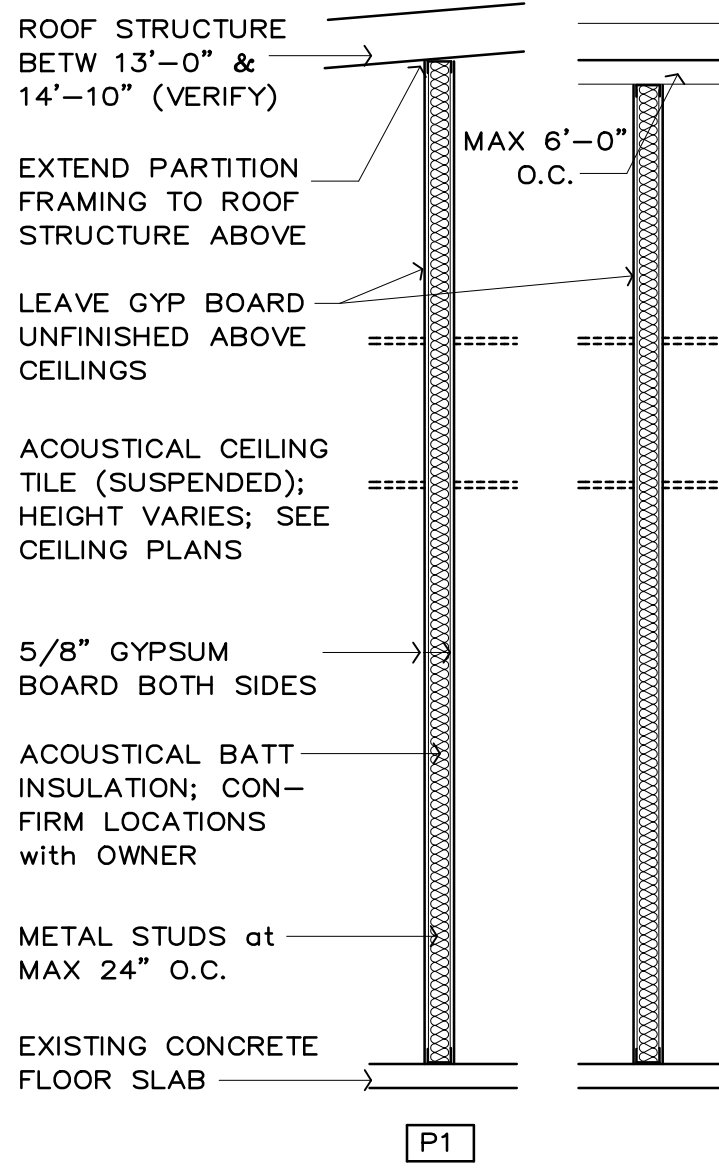 ROOF STRUCTURE
BETW 13'-0" &
14'-10" (VERIFY)
MAX 6'-0"
O.C.
EXTEND PARTITION
FRAMING TO ROOF
STRUCTURE ABOVE
LEAVE GYP BOARD
UNFINISHED ABOVE
CEILINGS
ACOUSTICAL CEILING
TILE (SUSPENDED);
HEIGHT VARIES; SEE
CEILING PLANS
5/8" GYPSUM
BOARD BOTH SIDES
ACOUSTICAL BATT
INSULATION; CON-
FIRM LOCATIONS
with OWNER
METAL STUDS at
MAX 24" O.C.
EXISTING CONCRETE
FLOOR SLAB
P1